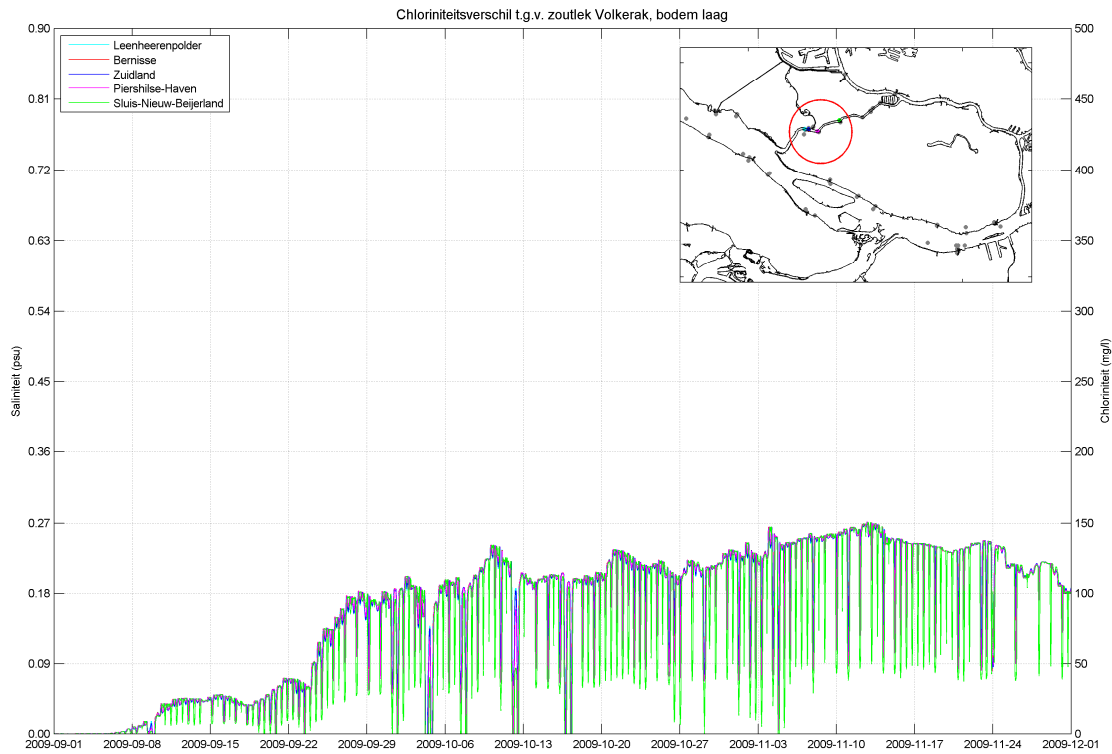 Chloriniteitsverschil t.g.v. zoutlek Volkerak, bodem laag
Leenheerenpolder
Bernisse
Zuidland
Piershilse-Haven
Sluis-Nieuw-Beijerland
Saliniteit (psu)
0.90
0.81
0.72
0.63
0.54
0.45
0.36
0.27
0.18
0.09
0.00
Chloriniteit (mg/l)
500
450
400
350
300
250
200
150
100
50
0
2009-09-01 2009-09-08 2009-09-15 2009-09-22 2009-09-29 2009-10-06 2009-10-13 2009-10-20 2009-10-27 2009-11-03 2009-11-10 2009-11-17 2009-11-24 2009-12-01